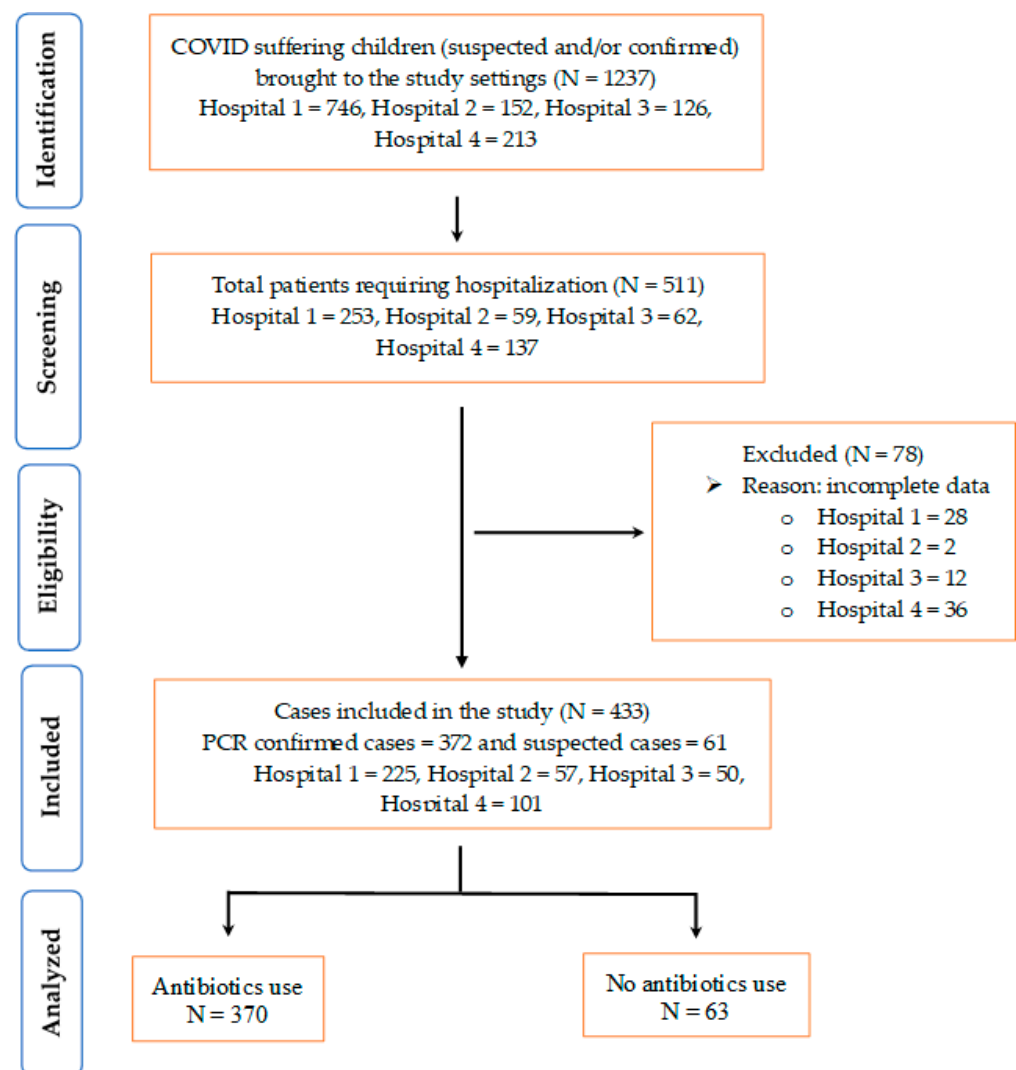 Identification
COVID suffering children (suspected and/or confirmed)
brought to the study settings (N = 1237)
Hospital 1 = 746, Hospital 2 = 152, Hospital 3 = 126,
Hospital 4 = 213
Screening
Total patients requiring hospitalization (N = 511)
Hospital 1 = 253, Hospital 2 = 59, Hospital 3 = 62,
Hospital 4 = 137
Eligibility
Excluded (N = 78)
➤ Reason: incomplete data
o Hospital 1 = 28
o Hospital 2 = 2
o Hospital 3 = 12
o Hospital 4 = 36
Included
Cases included in the study (N = 433)
PCR confirmed cases = 372 and suspected cases = 61
Hospital 1 = 225, Hospital 2 = 57, Hospital 3 = 50,
Hospital 4 = 101
Analyzed
Antibiotics use
N = 370
No antibiotics use
N = 63